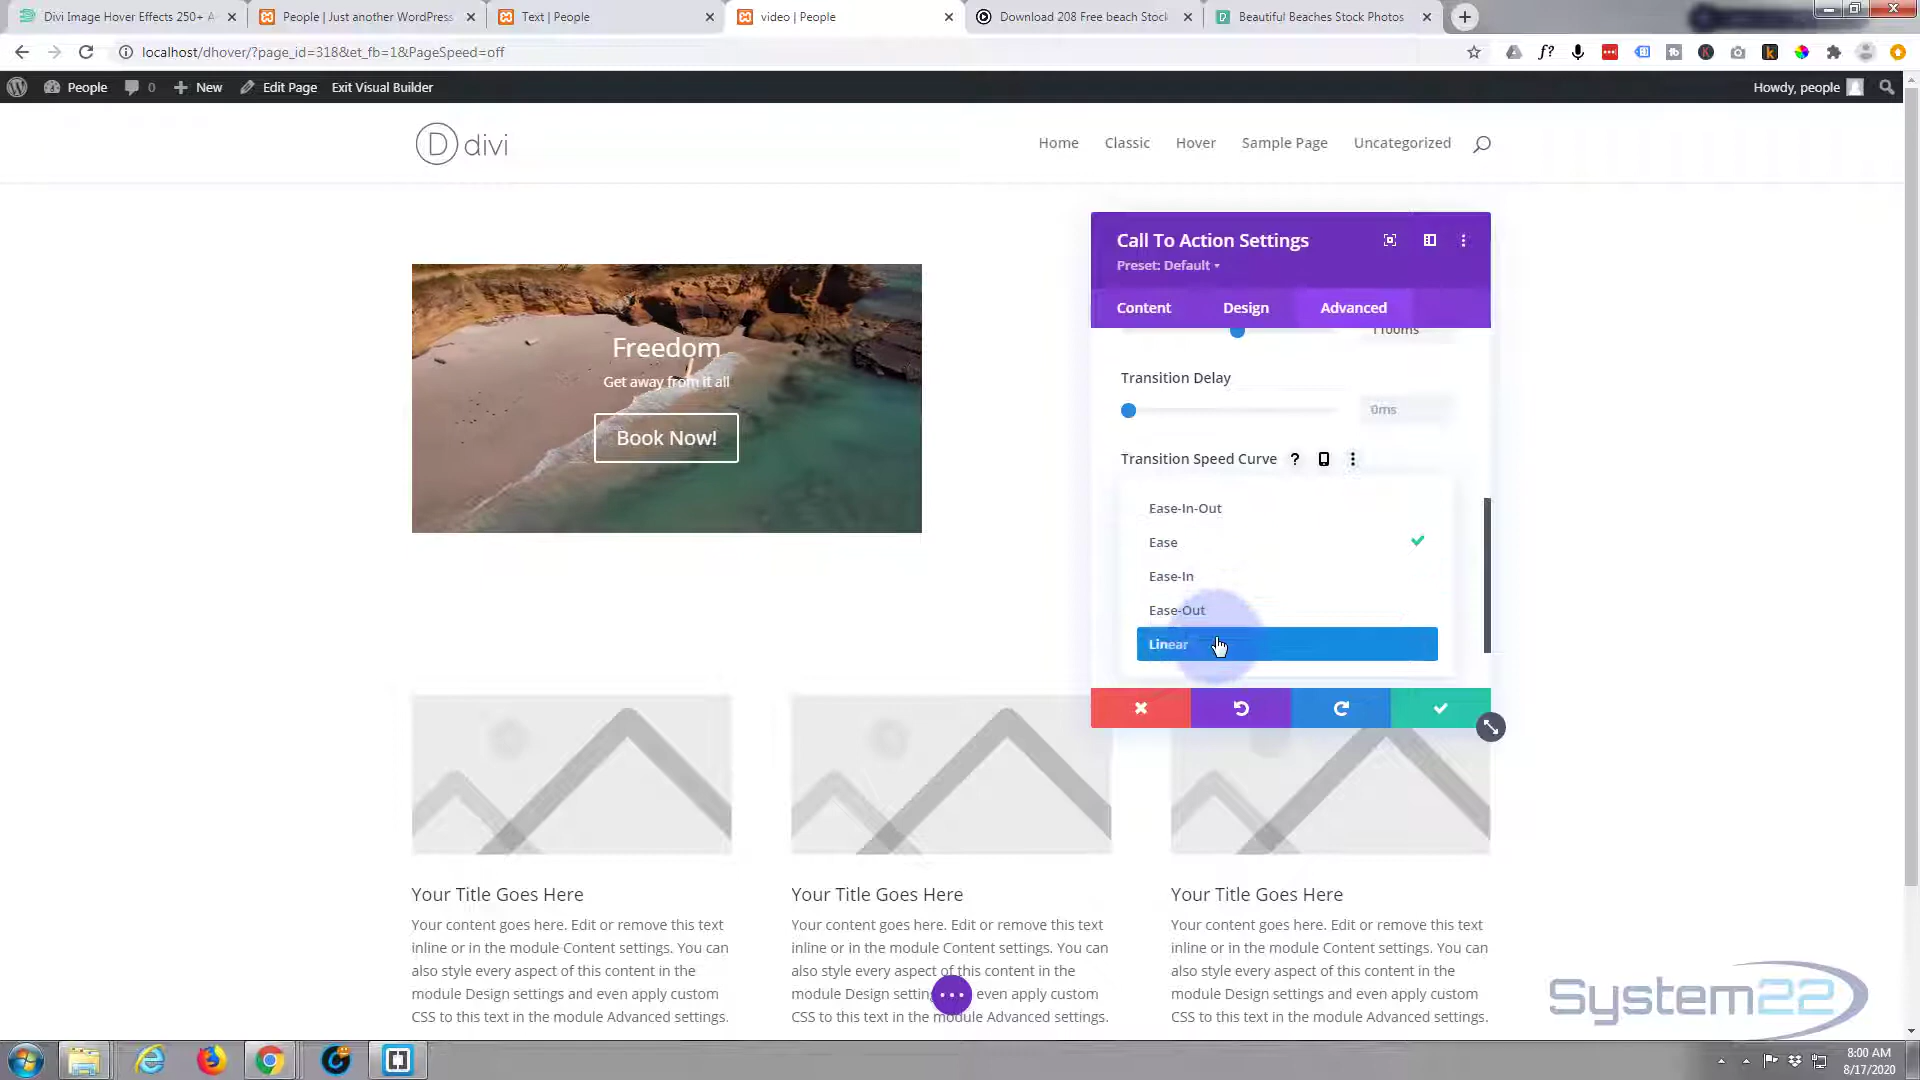 Divi Image Hover Effects 250+ A
People | Just another WordPress
Text | People
video | People
Download 208 Free beach Stock
Beautiful Beaches Stock Photos
localhost/dhover/?page_id=318&et_fb=1&PageSpeed=off
People
0
New
Edit Page
Exit Visual Builder
Howdy, people
D divi
Home
Classic
Hover
Sample Page
Uncategorized
Freedom
Get away from it all
Book Now!
Call To Action Settings
Preset: Default
Content
Design
Advanced
1100ms
Transition Delay
0ms
Transition Speed Curve
Ease-In-Out
Ease
Ease-In
Ease-Out
Linear
Your Title Goes Here
Your content goes here. Edit or remove this text
inline or in the module Content settings. You can
also style every aspect of this content in the
module Design settings and even apply custom
CSS to this text in the module Advanced settings.
Your Title Goes Here
Your content goes here. Edit or remove this text
inline or in the module Content settings. You can
also style every aspect of this content in the
module Design setting even apply custom
CSS to this text in the module Advanced settings.
Your Title Goes Here
Your content goes here. Edit or remove this text
inline or in the module Content settings. You can
also style every aspect of this content in the
module Design settings and even apply custom
CSS to this text in the module Advanced settings.
System22
8:00 AM
8/17/2020